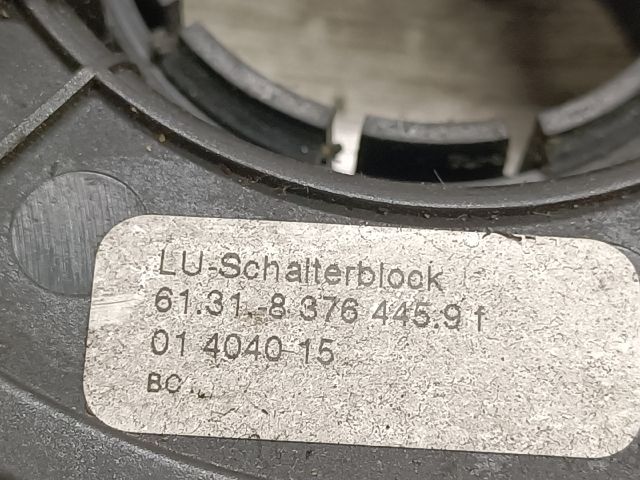 LU-Schalterblock
61.31.-8 376 445.9 f
01 4040 15
BC